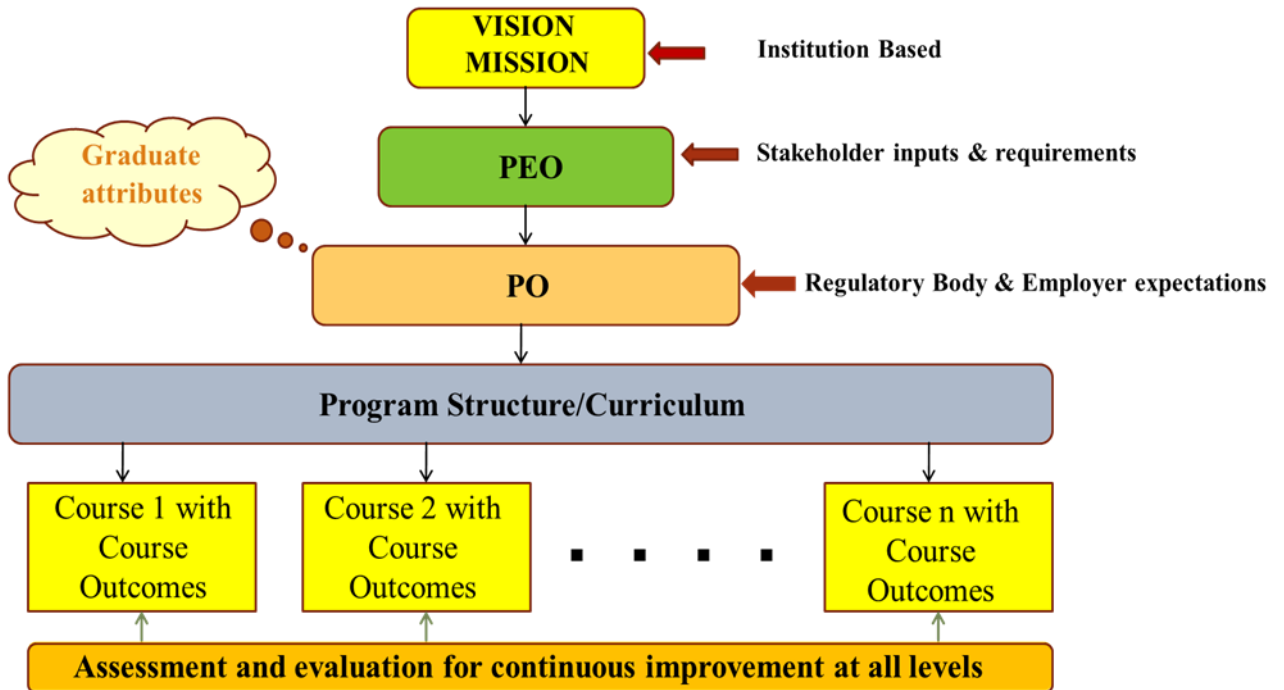 VISION
MISSION
Institution Based
PEO
Stakeholder inputs & requirements
Graduate
attributes
PO
Regulatory Body & Employer expectations
Program Structure/Curriculum
Course 1 with
Course
Outcomes
Course 2 with
Course
Outcomes
Course n with
Course
Outcomes
Assessment and evaluation for continuous improvement at all levels